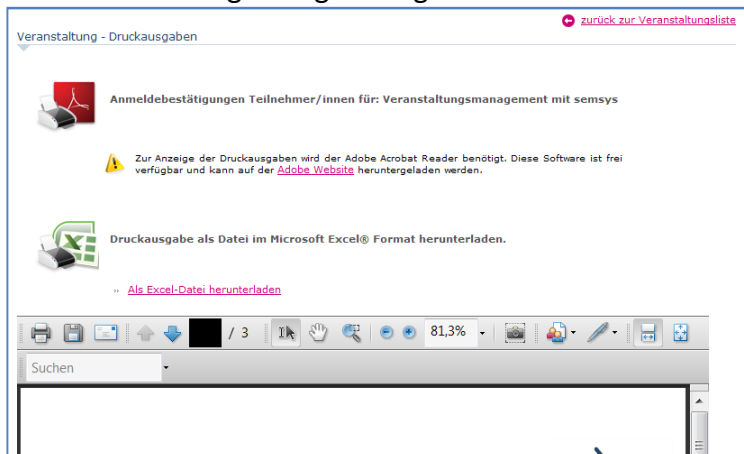 zurück zur Veranstaltungsliste
Veranstaltung - Druckausgaben
Anmeldebestätigungen Teilnehmer/innen für: Veranstaltungsmanagement mit semsys
Zur Anzeige der Druckausgaben wird der Adobe Acrobat Reader benötigt. Diese Software ist frei
verfügbar und kann auf der Adobe Website heruntergeladen werden.
Druckausgabe als Datei im Microsoft Excel® Format herunterladen.
›› Als Excel-Datei herunterladen
/ 3 81,3%
Suchen